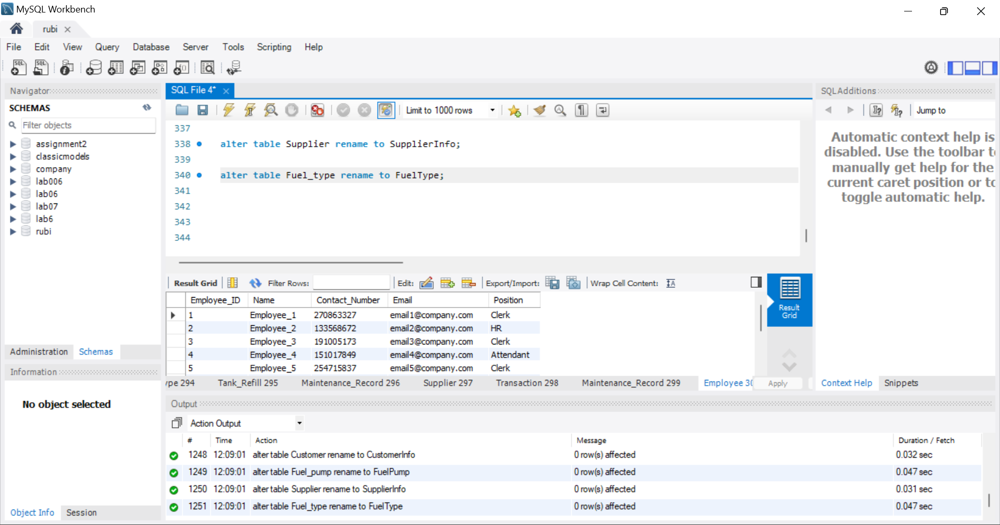 MySQL Workbench
rubi
File Edit View Query Database Server Tools Scripting Help
Navigator
SCHEMAS
Filter objects
assignment2
classicmodels
company
lab006
lab06
lab07
lab6
rubi
Administration Schemas
Information
No object selected
Object Info Session
SQL File 4*
Limit to 1000 rows
337
338 alter table Supplier rename to SupplierInfo;
339
340 alter table Fuel_type rename to FuelType;
341
342
343
344
Result Grid Filter Rows: Edit: Export/Import: Wrap Cell Content:
Employee_ID Name Contact_Number Email Position
1 Employee_1 270863327 email1@company.com Clerk
2 Employee_2 133568672 email2@company.com HR
3 Employee_3 191005173 email3@company.com Clerk
4 Employee_4 151017849 email4@company.com Attendant
5 Employee_5 254715837 email5@company.com Clerk
Result
Grid
ype 294 Tank_Refill 295 Maintenance_Record 296 Supplier 297 Transaction 298 Maintenance_Record 299 Employee 30 Apply
SQLAdditions
Jump to
Automatic context help is
disabled. Use the toolbar to
manually get help for the
current caret position or to
toggle automatic help.
Context Help Snippets
Output
Action Output
# Time Action Message Duration / Fetch
1248 12:09:01 alter table Customer rename to CustomerInfo 0 row(s) affected 0.032 sec
1249 12:09:01 alter table Fuel_pump rename to FuelPump 0 row(s) affected 0.047 sec
1250 12:09:01 alter table Supplier rename to SupplierInfo 0 row(s) affected 0.031 sec
1251 12:09:01 alter table Fuel_type rename to FuelType 0 row(s) affected 0.047 sec